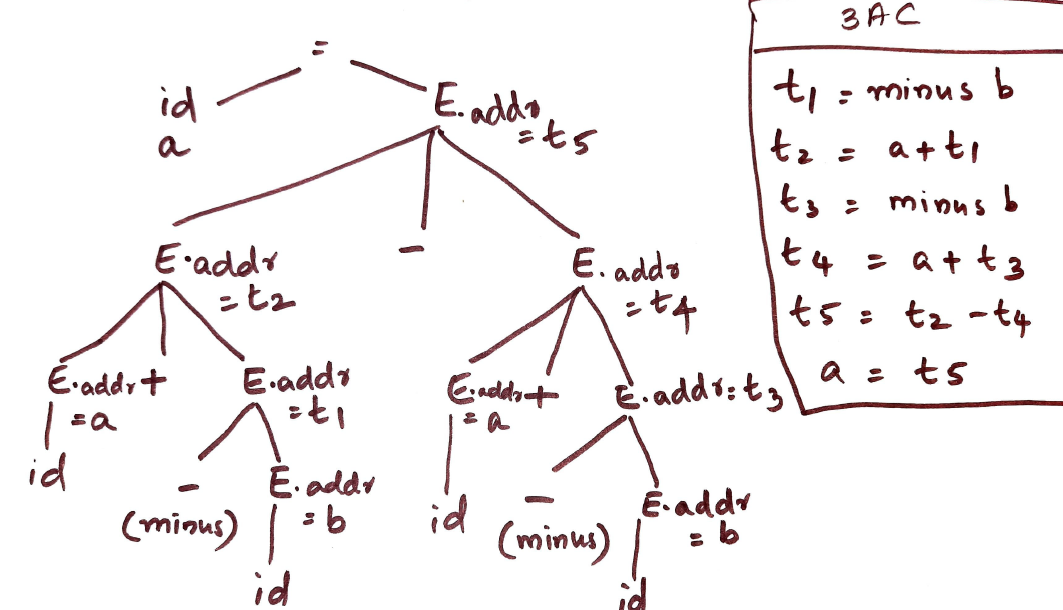 =
id
a
E.addr
= t5
E.addr
= t2
-
E.addr
= t4
E.addr +
= a
E.addr
= t1
E.addr +
= a
E.addr = t3
id
-
(minus)
E.addr
= b
id
id
-
(minus)
E.addr
= b
id
3AC
t1 = minus b
t2 = a + t1
t3 = minus b
t4 = a + t3
t5 = t2 - t4
a = t5